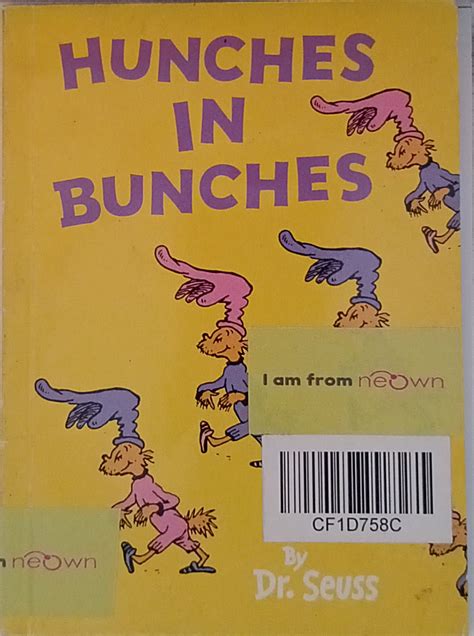 HUNCHES
IN
BUNCHES
I am from neOwn
CF1D758C
neOwn
By
Dr. Seuss